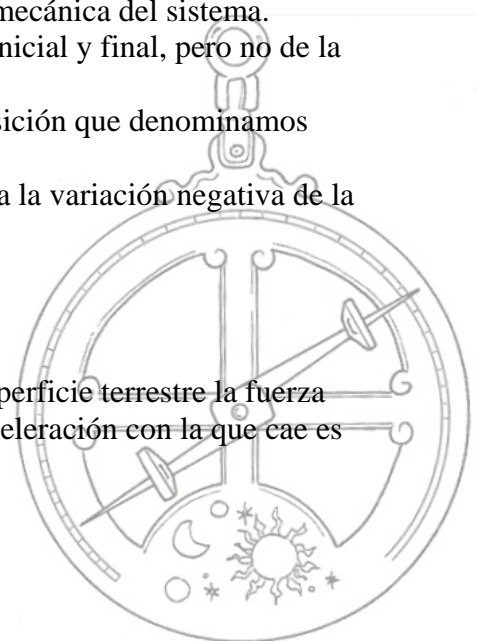 mecánica del sistema.
nicial y final, pero no de la
sición que denominamos
a la variación negativa de la
perficie terrestre la fuerza
eleración con la que cae es